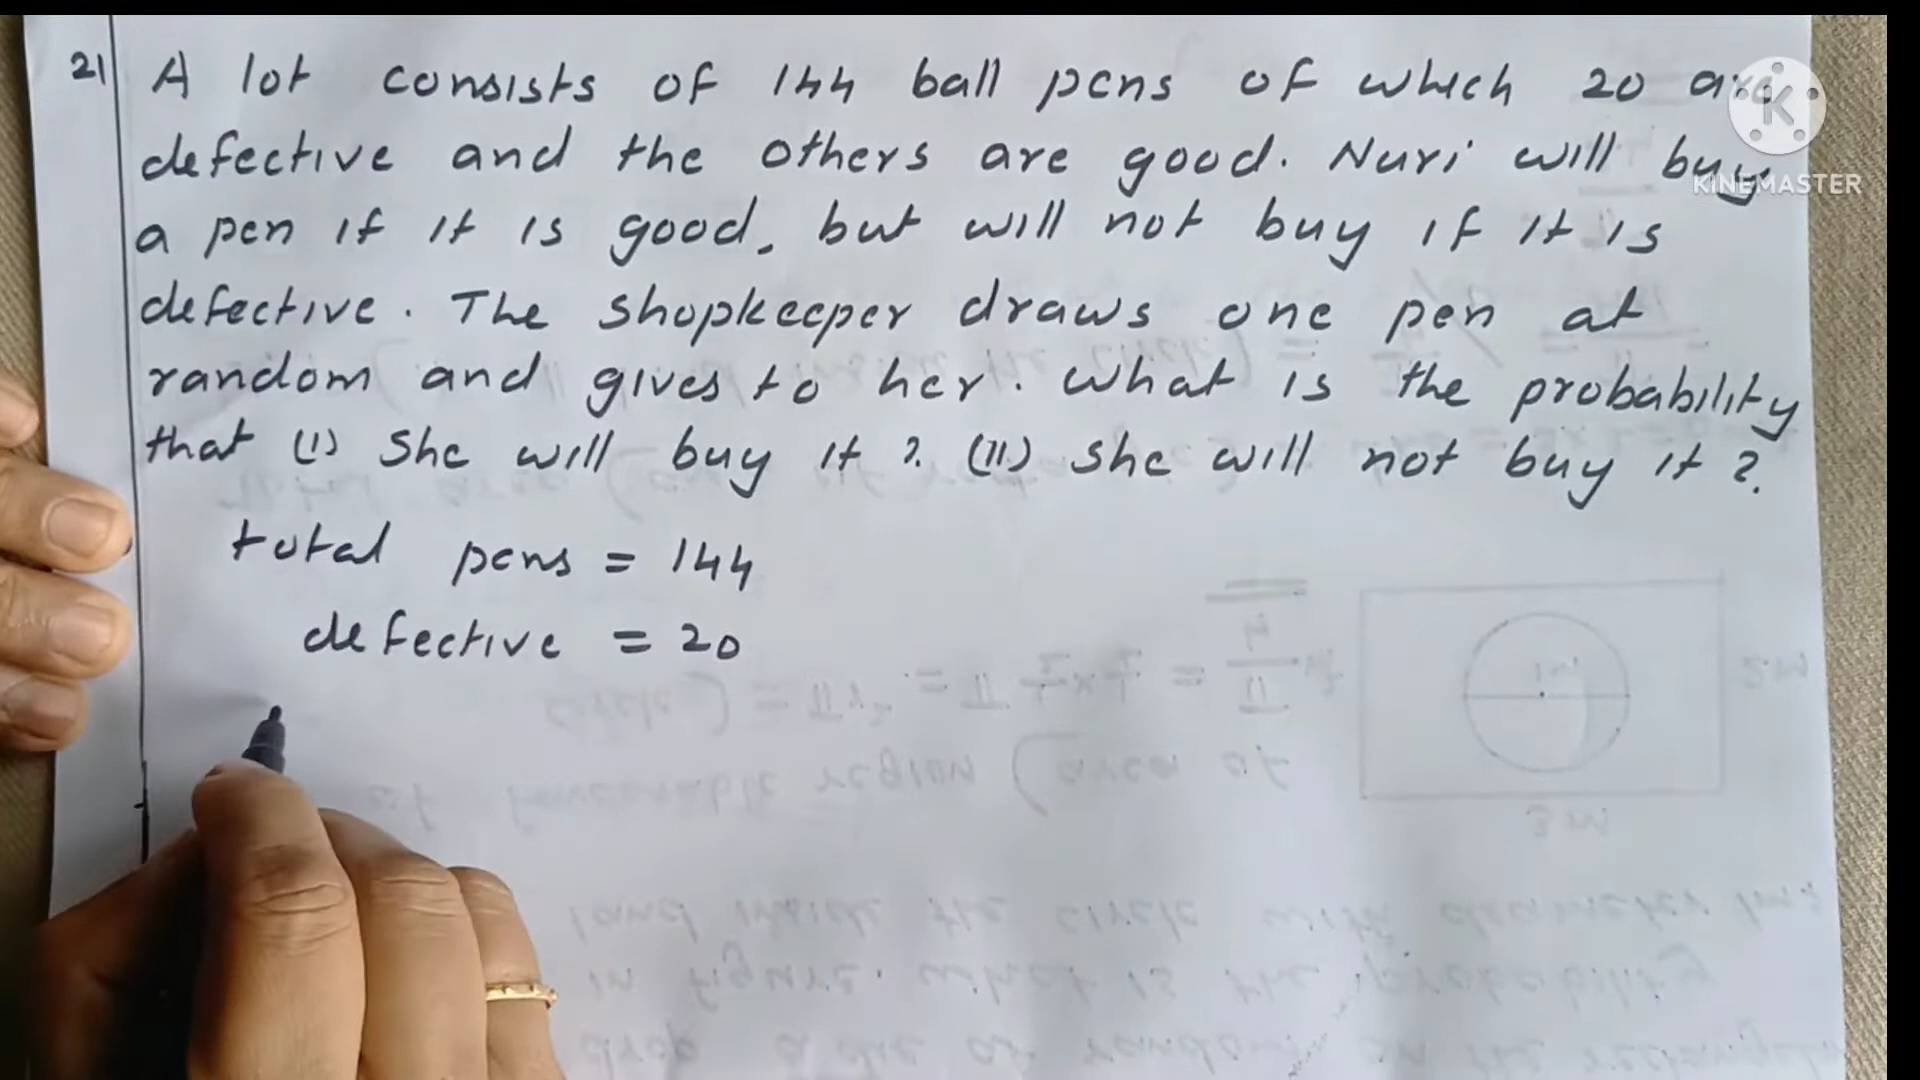 21 A lot consists of 144 ball pens of which 20 are
defective and the others are good. Nuri will buy
a pen if it is good, but will not buy if it is
defective. The shopkeeper draws one pen at
random and gives to her. What is the probability
that (I) She will buy it ? (II) she will not buy it ?
total pens = 144
defective = 20
K
KINEMASTER